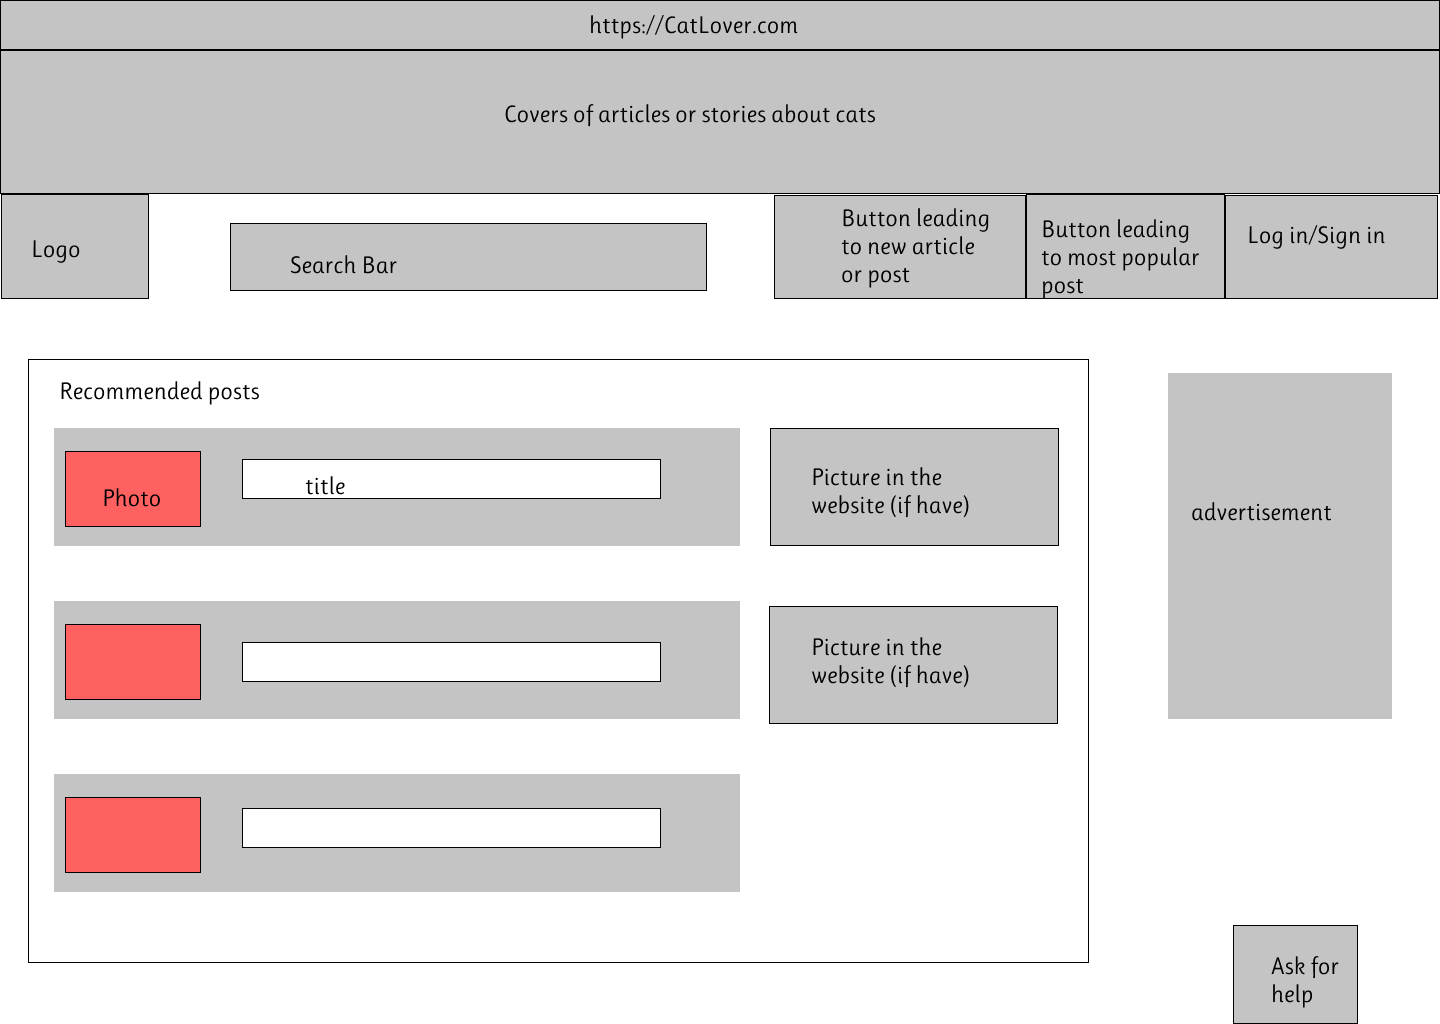 https://CatLover.com
Covers of articles or stories about cats
Logo
Search Bar
Button leading
to new article
or post
Button leading
to most popular
post
Log in/Sign in
Recommended posts
Photo
title
Picture in the
website (if have)
advertisement
Picture in the
website (if have)
Ask for
help